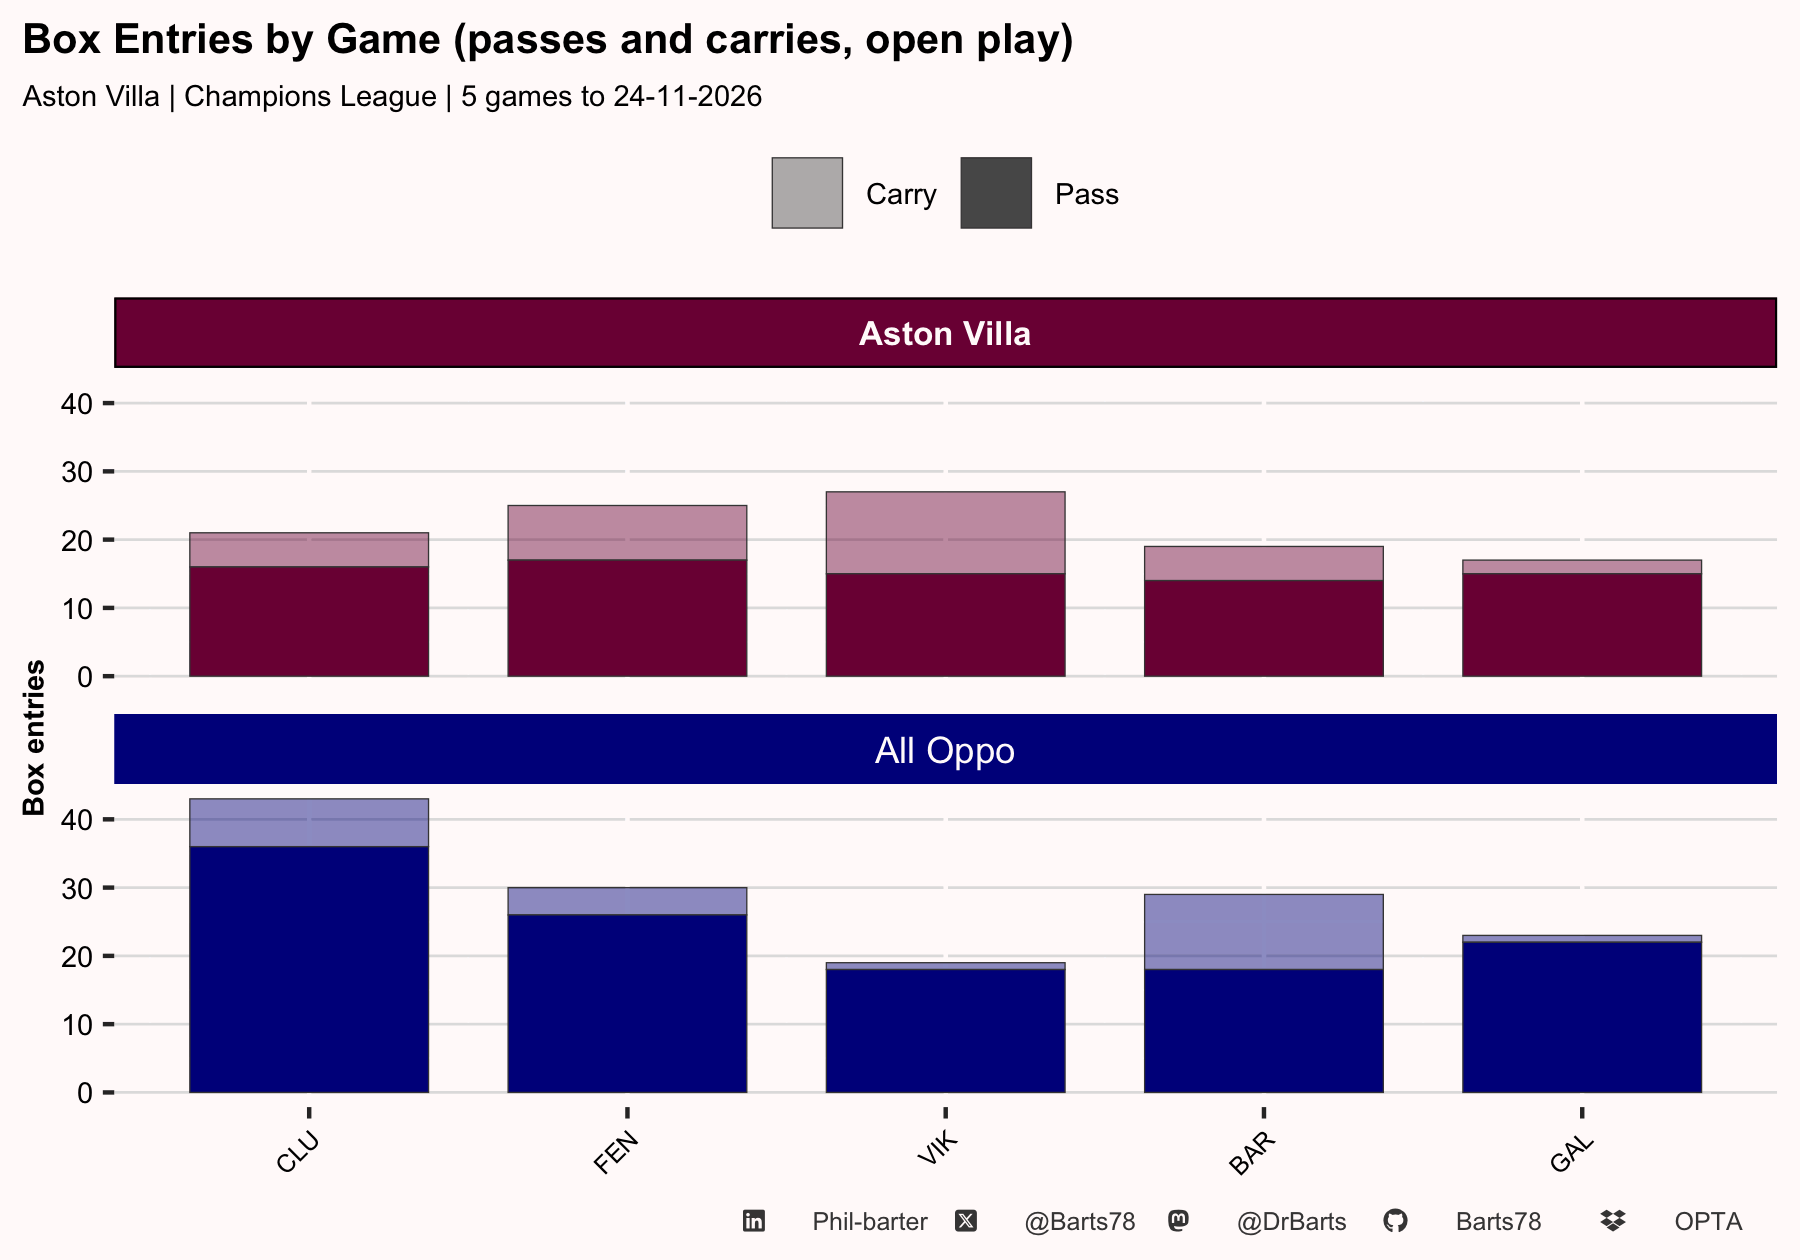 Box Entries by Game (passes and carries, open play)
Aston Villa | Champions League | 5 games to 24-11-2026
Carry
Pass
Aston Villa
40
30
20
10
0
Box entries
All Oppo
40
30
20
10
0
CLU
FEN
VIK
BAR
GAL
Phil-barter
@Barts78
@DrBarts
Barts78
OPTA